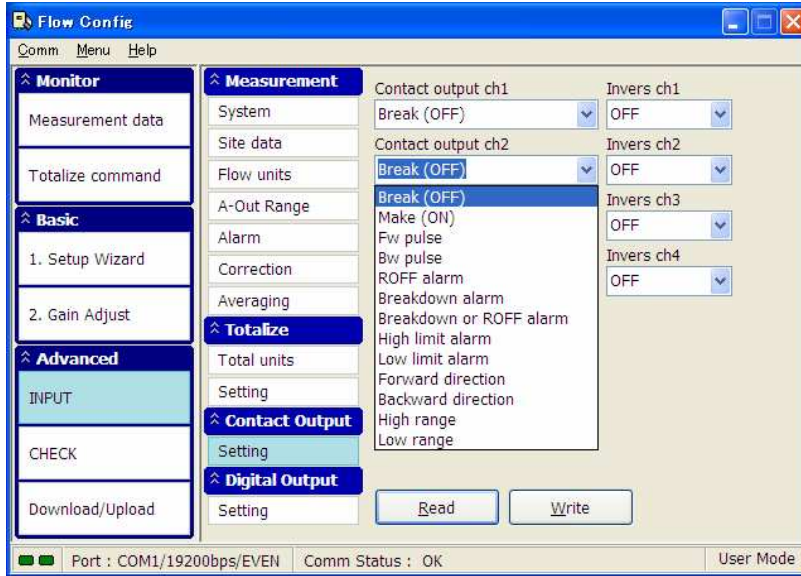 Flow Config
Comm Menu Help
Monitor
Measurement data
Totalize command
Basic
1. Setup Wizard
2. Gain Adjust
Advanced
INPUT
CHECK
Download/Upload
Measurement
System
Site data
Flow units
A-Out Range
Alarm
Correction
Averaging
Totalize
Total units
Setting
Contact Output
Setting
Digital Output
Setting
Contact output ch1
Break (OFF)
Contact output ch2
Break (OFF)
Break (OFF)
Make (ON)
Fw pulse
Bw pulse
ROFF alarm
Breakdown alarm
Breakdown or ROFF alarm
High limit alarm
Low limit alarm
Forward direction
Backward direction
High range
Low range
Invers ch1
OFF
Invers ch2
OFF
Invers ch3
OFF
Invers ch4
OFF
Read Write
Port : COM1/19200bps/EVEN Comm Status : OK User Mode